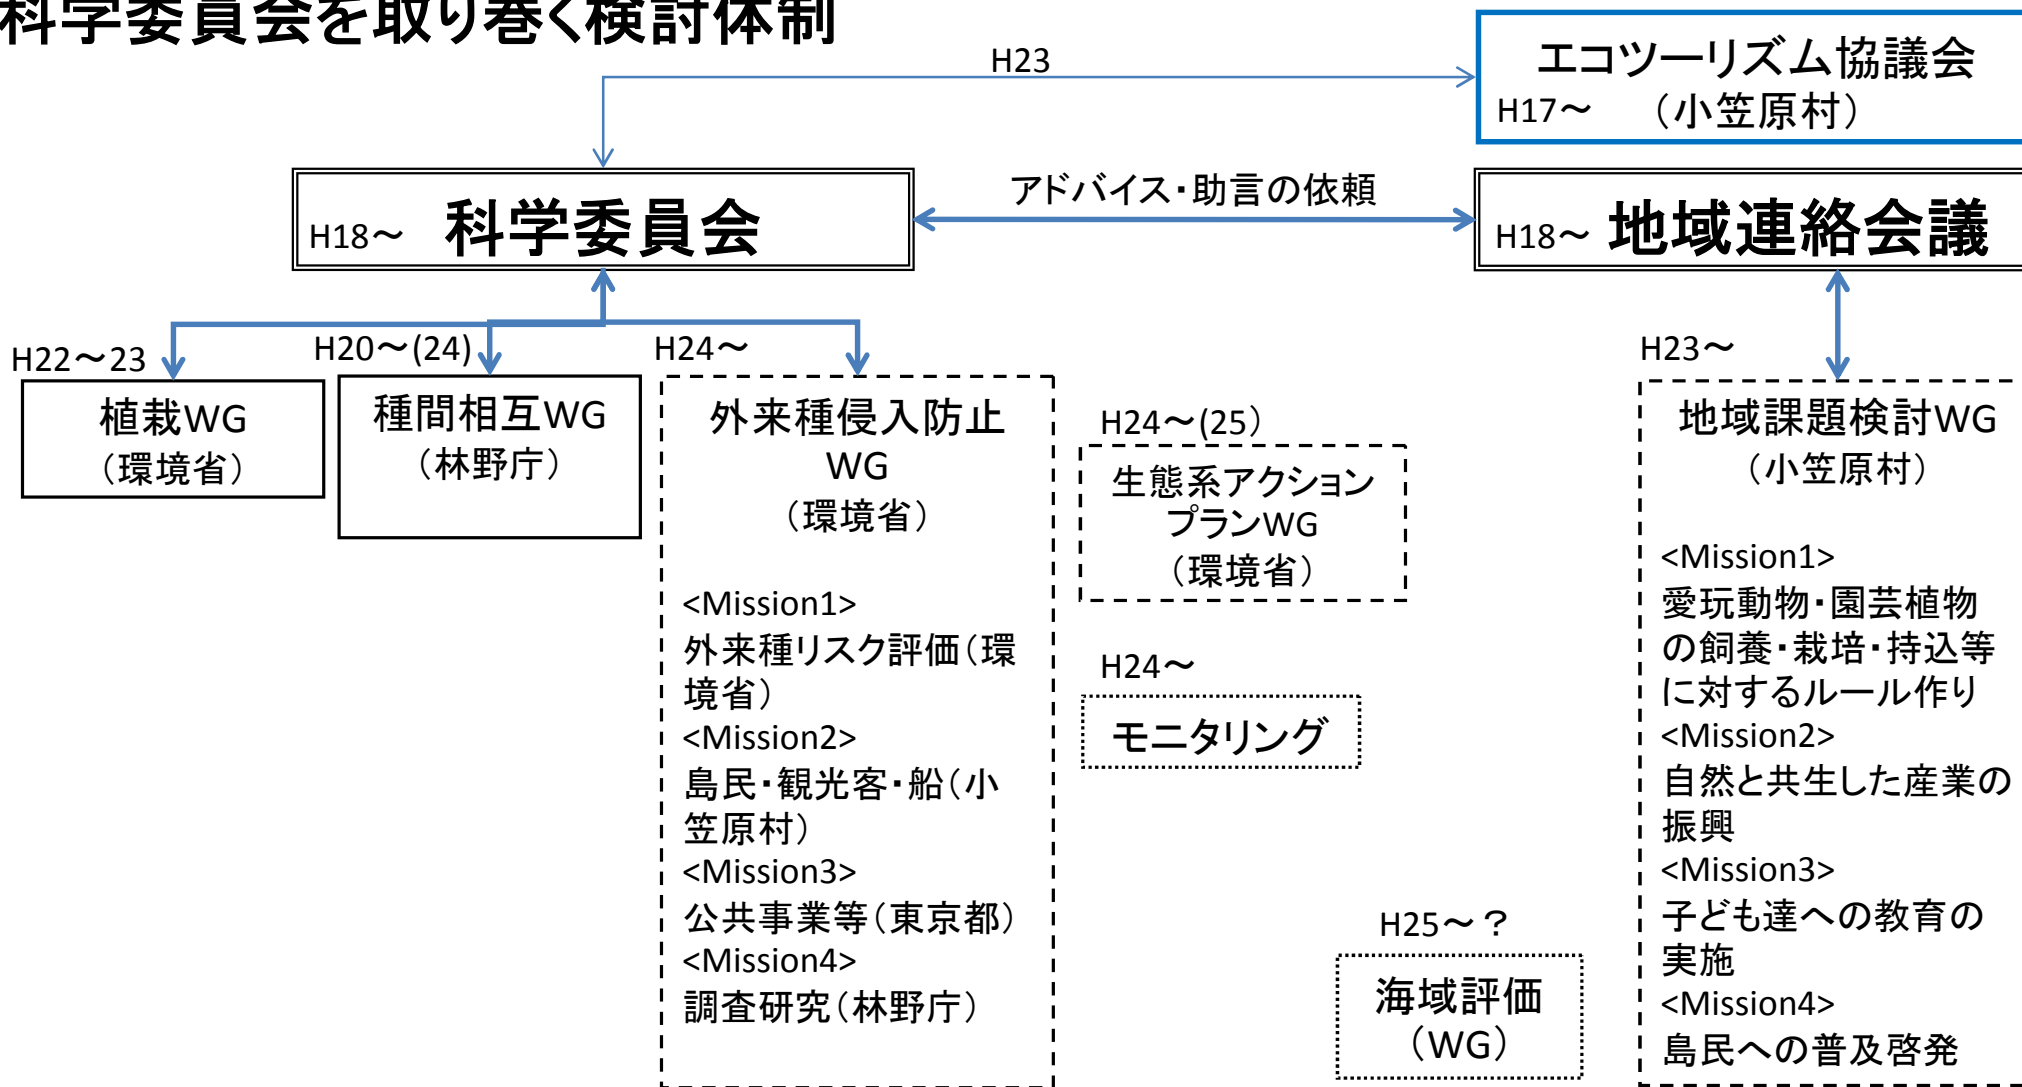 科学委員会を取り巻く検討体制
H23
エコツーリズム協議会
H17～ （小笠原村）
アドバイス・助言の依頼
H18～ 科学委員会
H18～ 地域連絡会議
H22～23
植栽WG
（環境省）
H20～(24)
種間相互WG
（林野庁）
H24～
外来種侵入防止
WG
（環境省）
<Mission1>
外来種リスク評価（環
境省）
<Mission2>
島民・観光客・船（小
笠原村）
<Mission3>
公共事業等（東京都）
<Mission4>
調査研究（林野庁）
H24～(25）
生態系アクション
プランWG
（環境省）
H24～
モニタリング
H25～？
海域評価
（WG）
H23～
地域課題検討WG
（小笠原村）
<Mission1>
愛玩動物・園芸植物
の飼養・栽培・持込等
に対するルール作り
<Mission2>
自然と共生した産業の
振興
<Mission3>
子ども達への教育の
実施
<Mission4>
島民への普及啓発